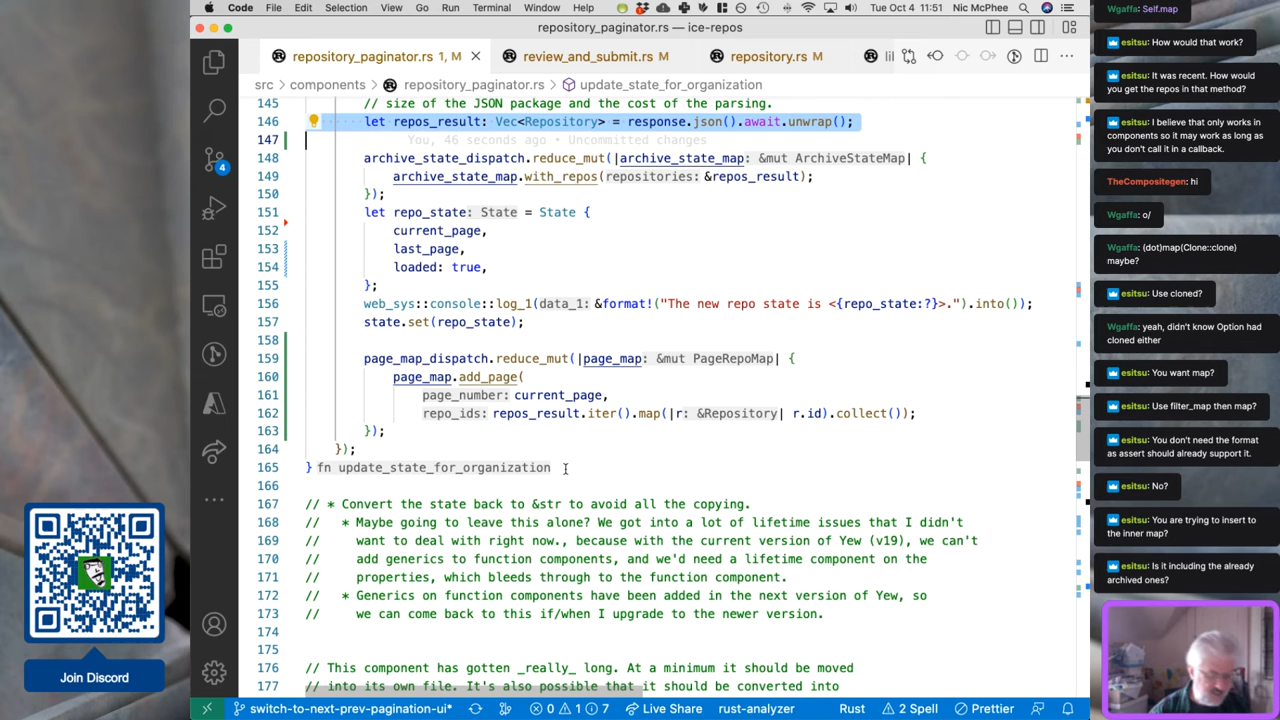 Code File Edit Selection View Go Run Terminal Window Help Tue Oct 4 11:51 Nic McPhee
repository_paginator.rs — ice-repos
repository_paginator.rs 1, M review_and_submit.rs M repository.rs M lil
src > components > repository_paginator.rs > update_state_for_organization
145 // size of the JSON package and the cost of the parsing.
146 let repos_result: Vec<Repository> = response.json().await.unwrap();
147 You, 46 seconds ago • Uncommitted changes
148 archive_state_dispatch.reduce_mut(|archive_state_map: &mut ArchiveStateMap| {
149 archive_state_map.with_repos(repositories: &repos_result);
150 });
151 let repo_state: State = State {
152 current_page,
153 last_page,
154 loaded: true,
155 };
156 web_sys::console::log_1(data_1: &format!("The new repo state is <{repo_state:?}>.").into());
157 state.set(repo_state);
158
159 page_map_dispatch.reduce_mut(|page_map: &mut PageRepoMap| {
160 page_map.add_page(
161 page_number: current_page,
162 repo_ids: repos_result.iter().map(|r: &Repository| r.id).collect());
163 });
164 });
165 } fn update_state_for_organization
166
167 // * Convert the state back to &str to avoid all the copying.
168 //   * Maybe going to leave this alone? We got into a lot of lifetime issues that I didn't
169 //     want to deal with right now., because with the current version of Yew (v19), we can't
170 //     add generics to function components, and we'd need a lifetime component on the
171 //     properties, which bleeds through to the function component.
172 //   * Generics on function components have been added in the next version of Yew, so
173 //     we can come back to this if/when I upgrade to the newer version.
174
175
176 // This component has gotten _really_ long. At a minimum it should be moved
177 // into its own file. It's also possible that it should be converted into
4
switch-to-next-prev-pagination-ui* 0 1 7 Live Share rust-analyzer Rust 2 Spell Prettier
Join Discord
Wgaffa: Self.map
esitsu: How would that work?
esitsu: It was recent. How would
you get the repos in that method?
esitsu: I believe that only works in
components so it may work as long as
you don't call it in a callback.
TheCompositegen: hi
Wgaffa: o/
Wgaffa: (dot)map(Clone::clone)
maybe?
esitsu: Use cloned?
Wgaffa: yeah, didn't know Option had
cloned either
esitsu: You want map?
esitsu: Use filter_map then map?
esitsu: You don't need the format
as assert should already support it.
esitsu: No?
esitsu: You are trying to insert to
the inner map?
esitsu: Is it including the already
archived ones?